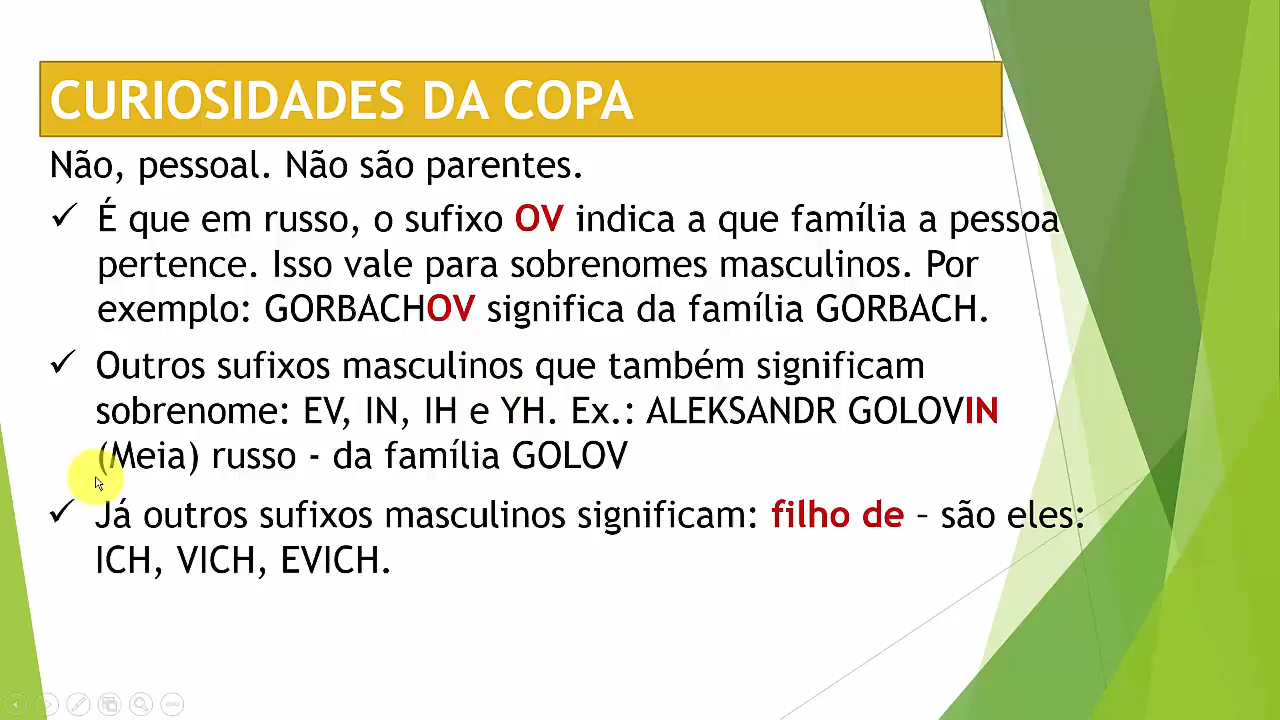 CURIOSIDADES DA COPA
Não, pessoal. Não são parentes.
✓ É que em russo, o sufixo OV indica a que família a pessoa
pertence. Isso vale para sobrenomes masculinos. Por
exemplo: GORBACHOV significa da família GORBACH.
✓ Outros sufixos masculinos que também significam
sobrenome: EV, IN, IH e YH. Ex.: ALEKSANDR GOLOVIN
(Meia) russo - da família GOLOV
✓ Já outros sufixos masculinos significam: filho de – são eles:
ICH, VICH, EVICH.